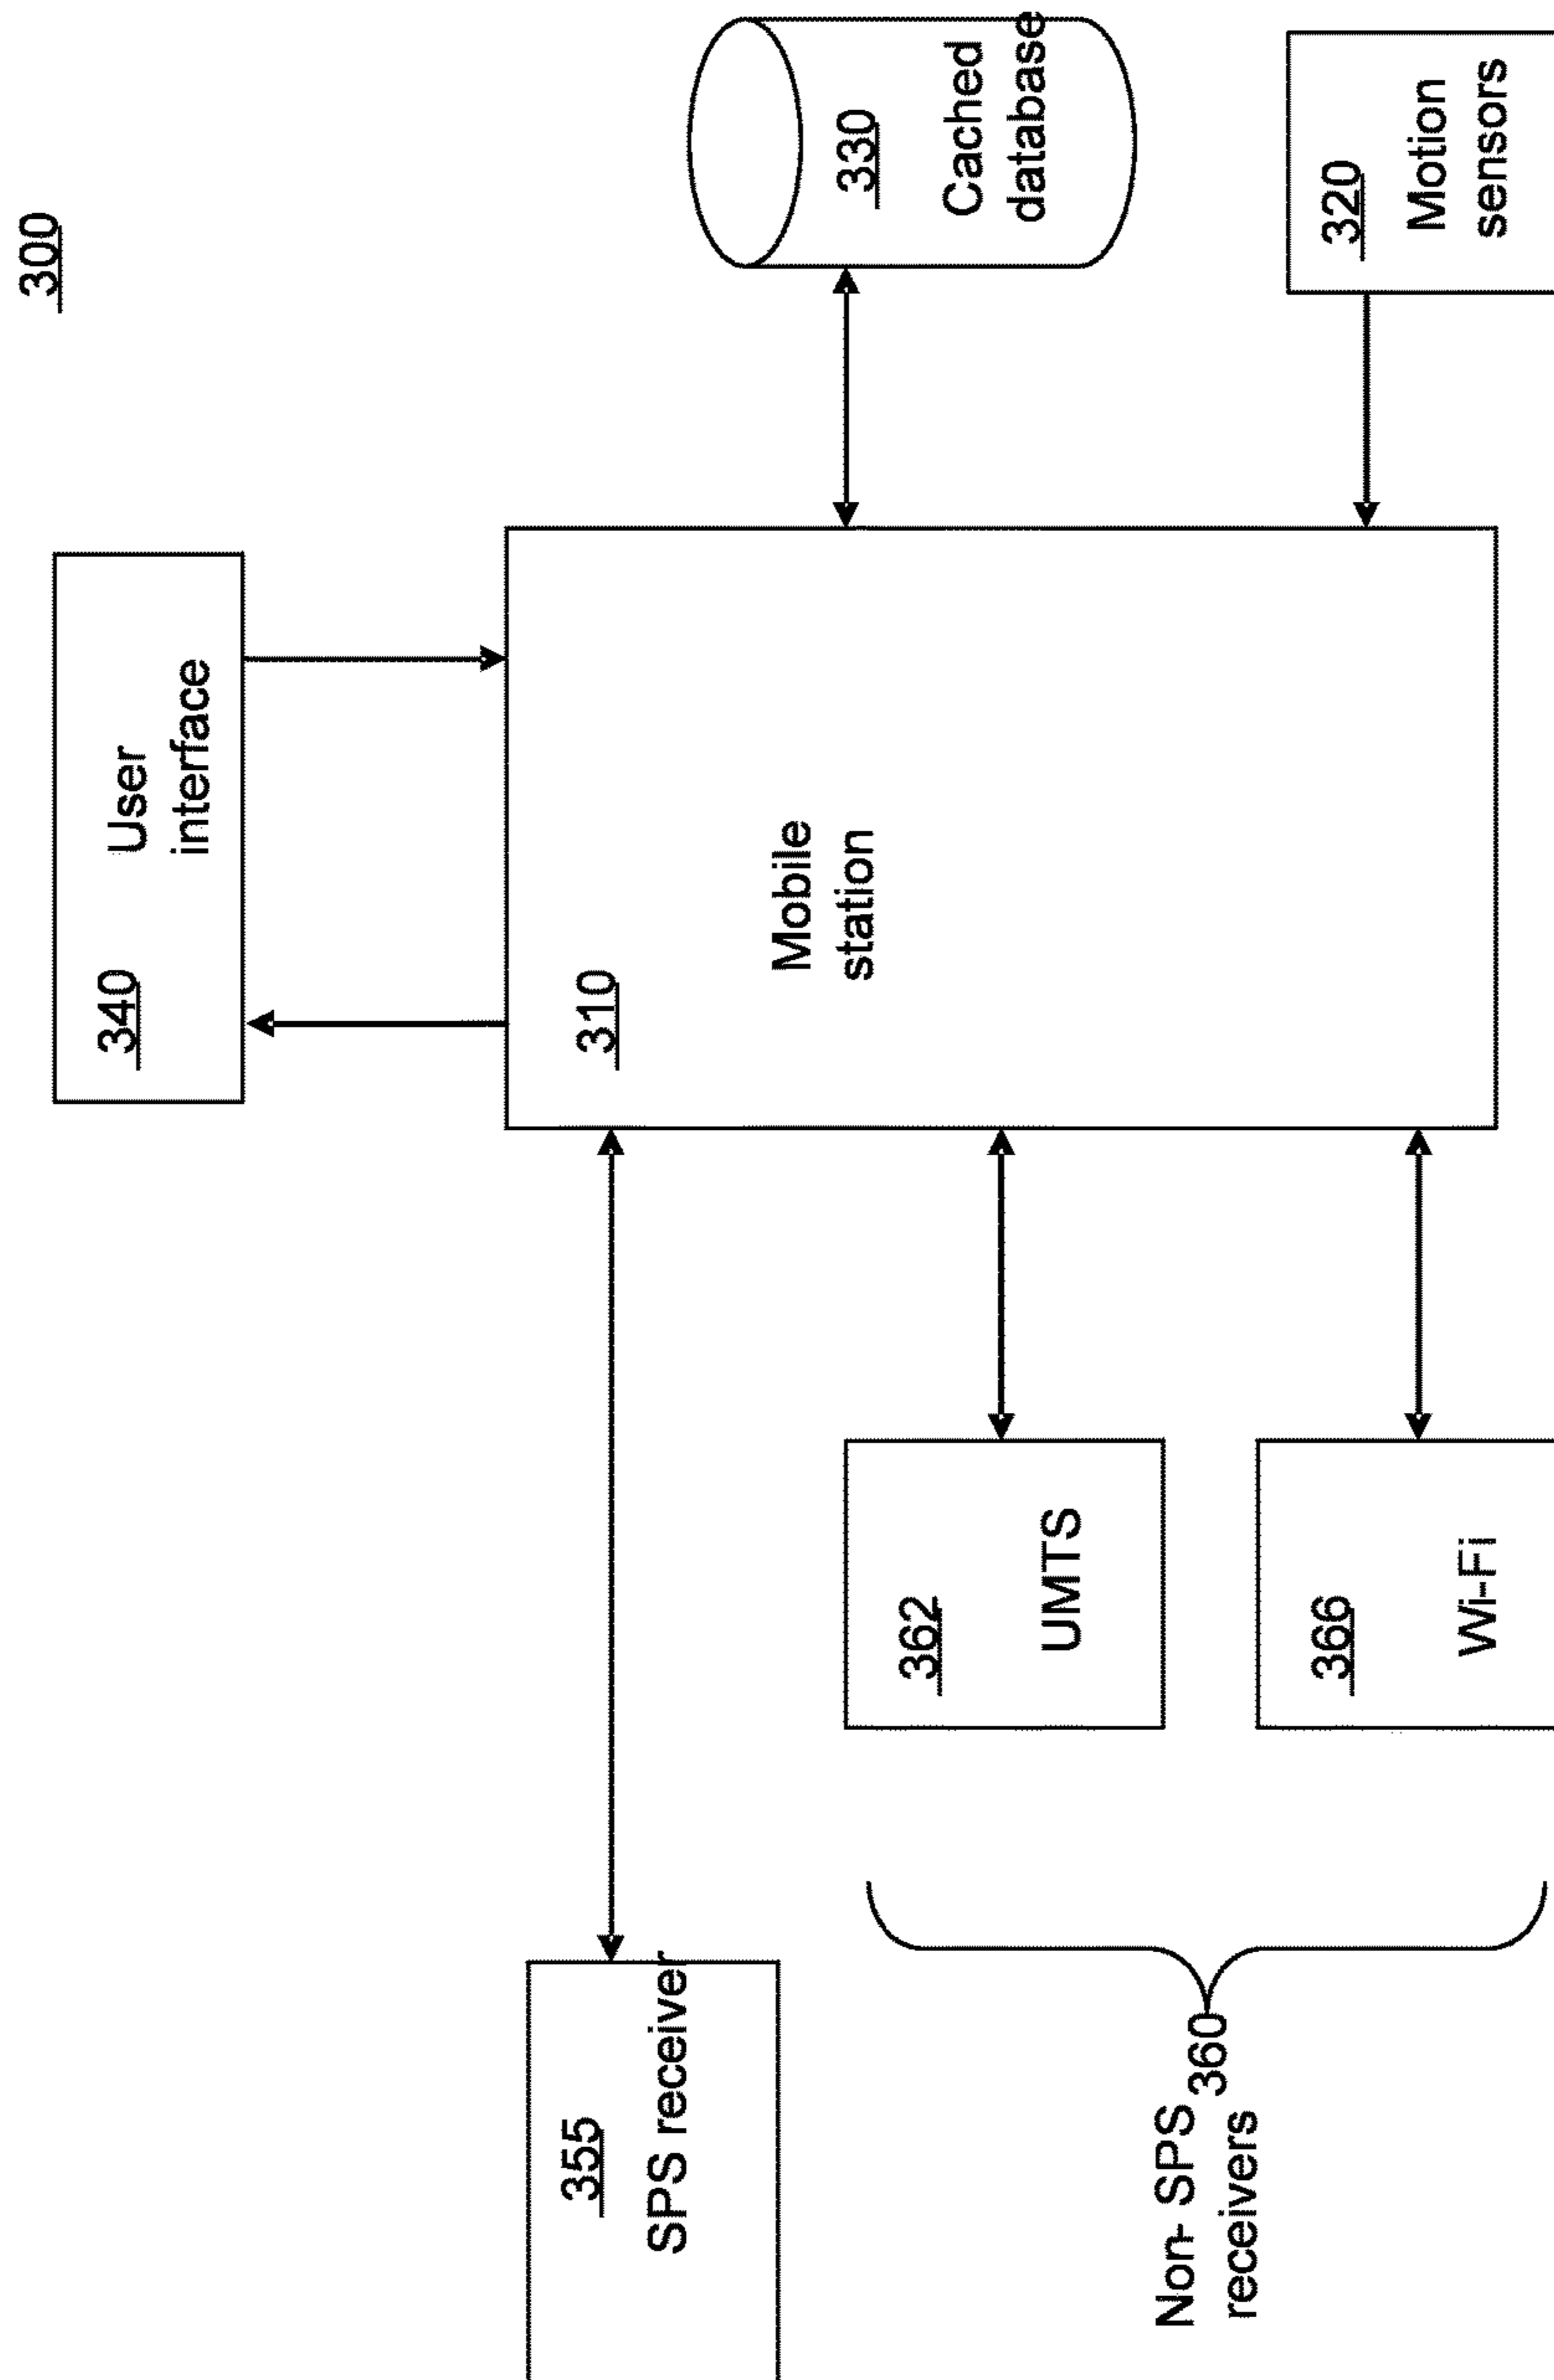 300
340
User
interface
310
Mobile
station
330
Cached
database
320
Motion
sensors
355
SPS receiver
362
UMTS
366
Wi-Fi
Non- SPS 360
receivers